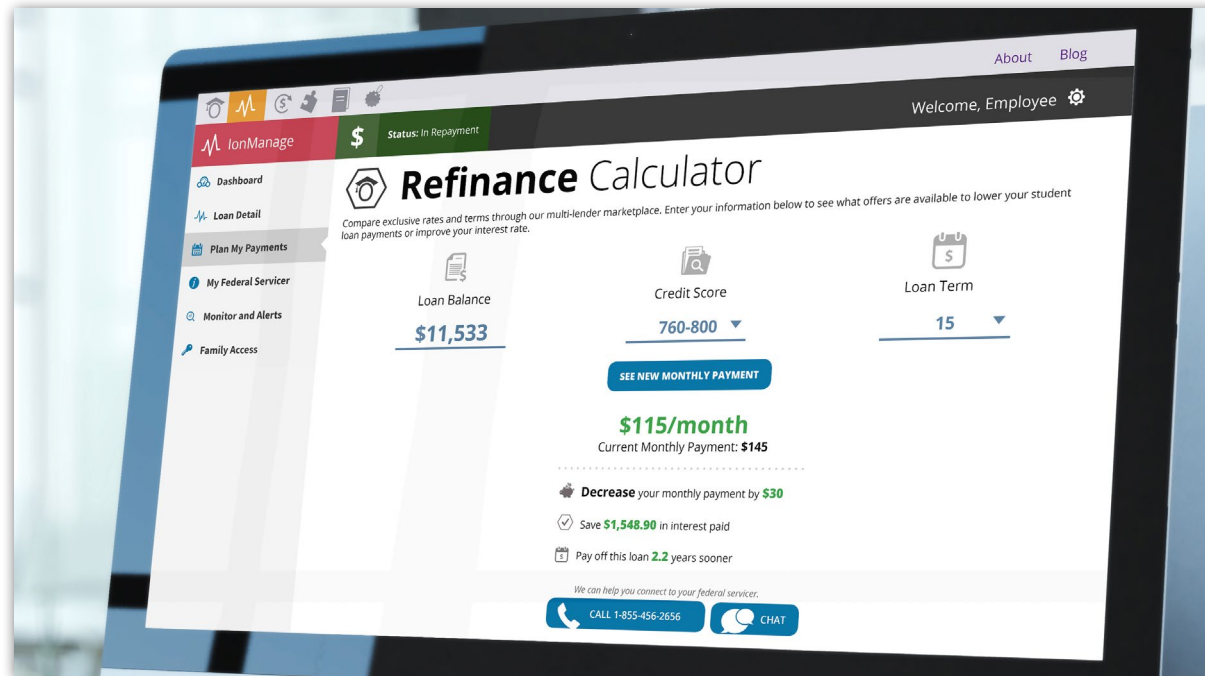 About Blog
Welcome, Employee
IonManage
$ Status: In Repayment
Dashboard
Loan Detail
Plan My Payments
My Federal Servicer
Monitor and Alerts
Family Access
Refinance Calculator
Compare exclusive rates and terms through our multi-lender marketplace. Enter your information below to see what offers are available to lower your student
loan payments or improve your interest rate.
Loan Balance
$11,533
Credit Score
760-800
Loan Term
15
SEE NEW MONTHLY PAYMENT
$115/month
Current Monthly Payment: $145
Decrease your monthly payment by $30
Save $1,548.90 in interest paid
Pay off this loan 2.2 years sooner
We can help you connect to your federal servicer.
CALL 1-855-456-2656
CHAT